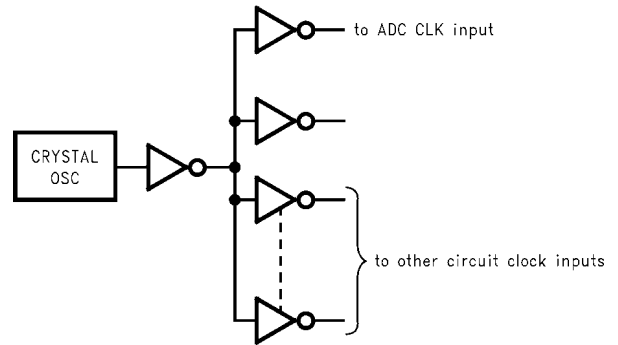 to ADC CLK input
CRYSTAL
OSC
to other circuit clock inputs